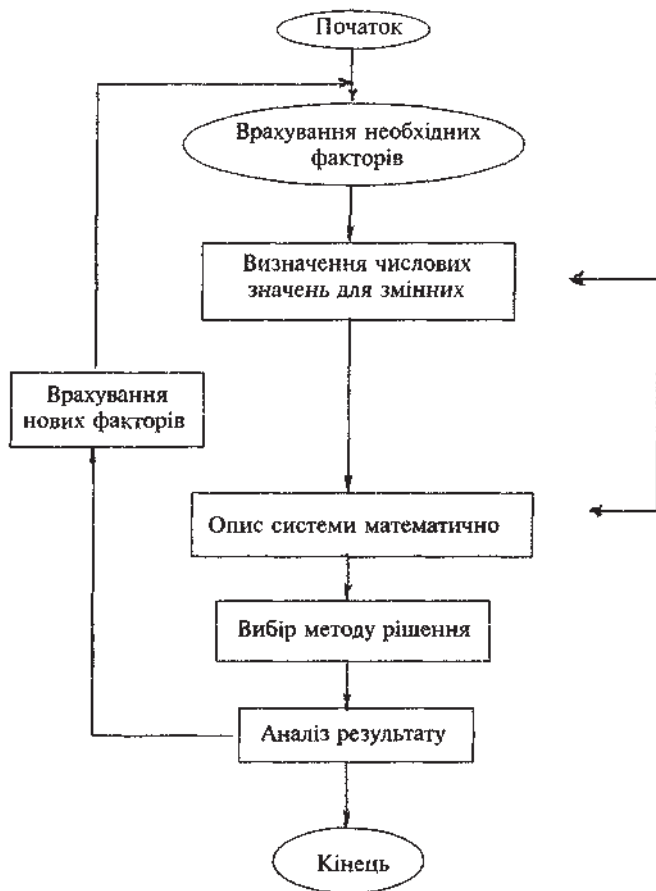 Початок
Врахування необхідних
факторів
Визначення числових
значень для змінних
Врахування
нових факторів
Опис системи математично
Вибір методу рішення
Аналіз результату
Кінець